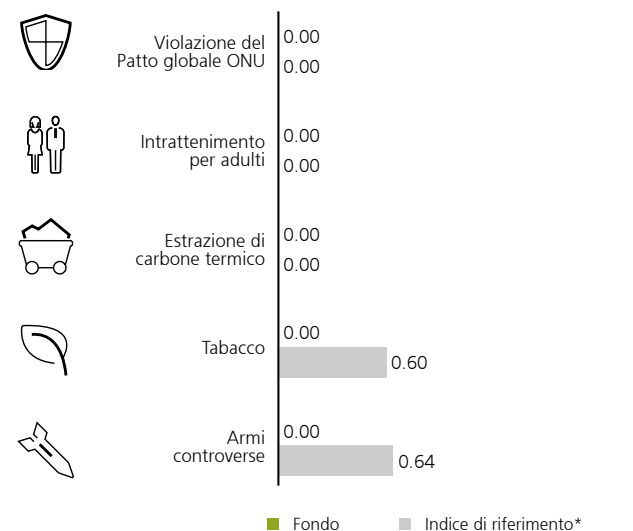 Violazione del
Patto globale ONU
0.00
0.00
Intrattenimento
per adulti
0.00
0.00
Estrazione di
carbone termico
0.00
0.00
Tabacco
0.00
0.60
Armi
controverse
0.00
0.64
Fondo
Indice di riferimento*